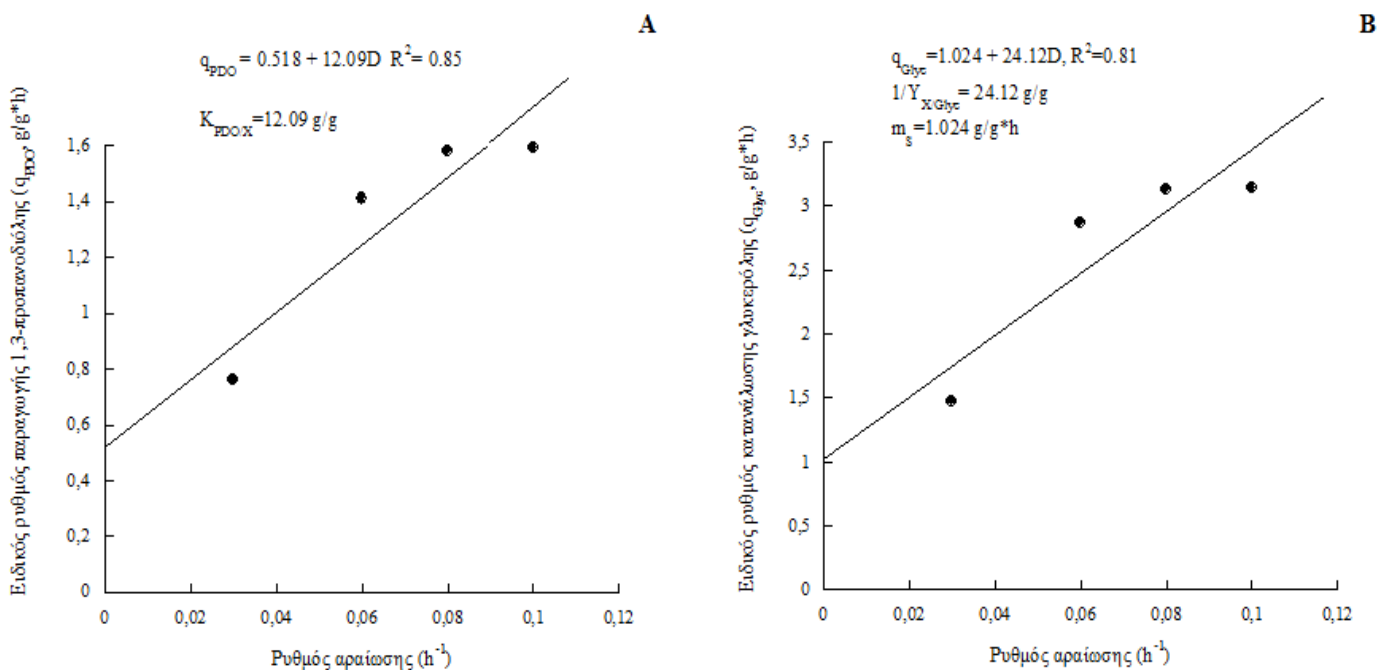 A
q_PDO = 0.518 + 12.09D R²= 0.85
K_PDO/X=12.09 g/g
Ειδικός ρυθμός παραγωγής 1,3-προπανοδιόλης (q_PDO, g/g*h)
1,6
1,4
1,2
1
0,8
0,6
0,4
0,2
0
0 0,02 0,04 0,06 0,08 0,1 0,12
Ρυθμός αραίωσης (h⁻¹)
B
q_Glyc=1.024 + 24.12D, R²=0.81
1/Y_X/Glyc= 24.12 g/g
m_S=1.024 g/g*h
Ειδικός ρυθμός κατανάλωσης γλυκερόλης (q_Glyc, g/g*h)
3,5
3
2,5
2
1,5
1
0,5
0
0 0,02 0,04 0,06 0,08 0,1 0,12
Ρυθμός αραίωσης (h⁻¹)